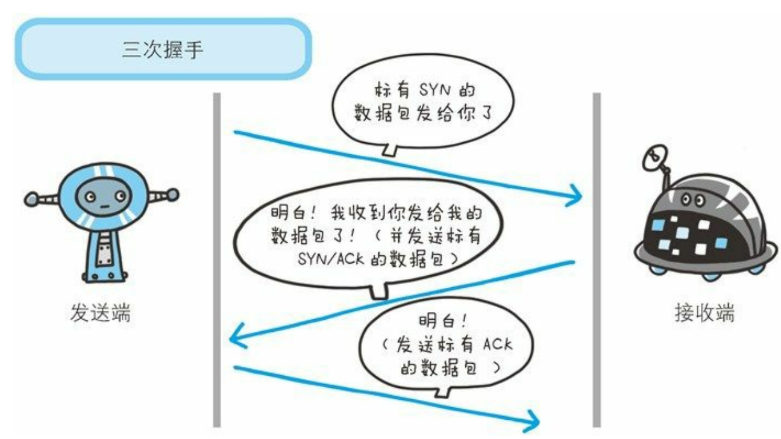 三次握手
标有 SYN 的
数据包发给你了
明白！我收到你发给我的
数据包了！（并发送标有
SYN/ACK 的数据包）
发送端
接收端
明白！
（发送标有 ACK
的数据包 ）